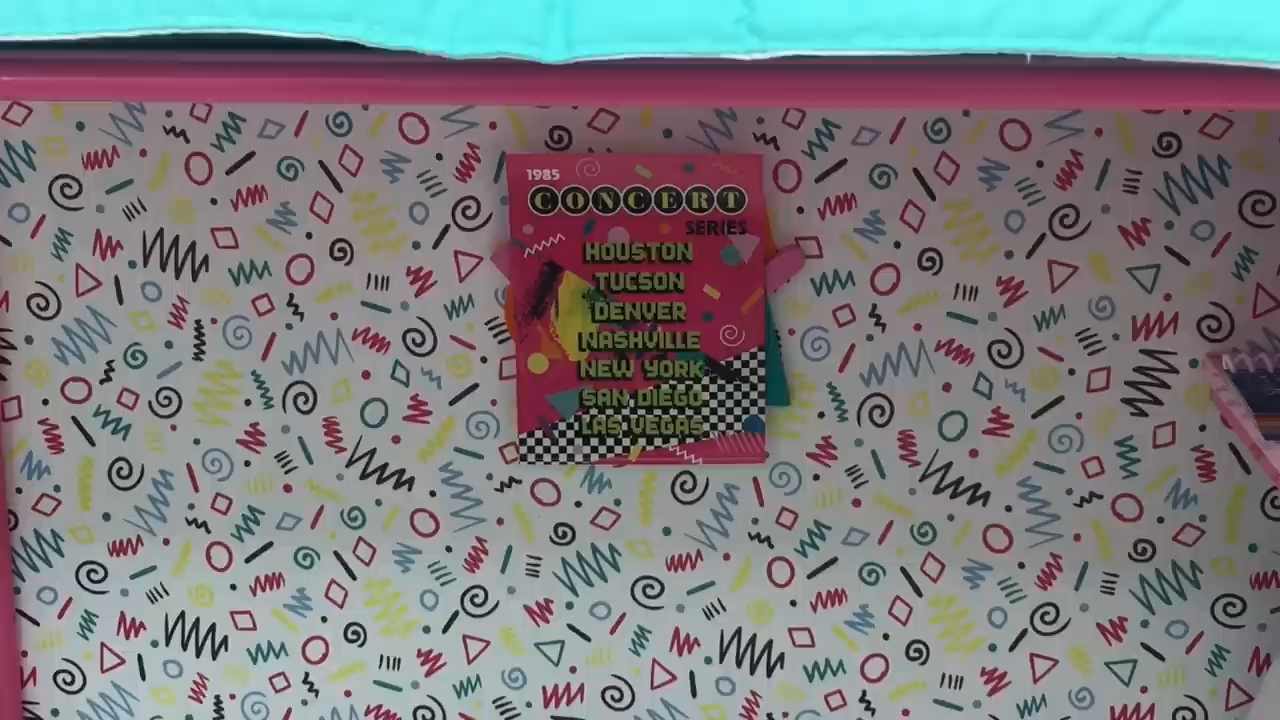 1985
CONCERT
SERIES
HOUSTON
TUCSON
DENVER
NASHVILLE
NEW YORK
SAN DIEGO
LAS VEGAS